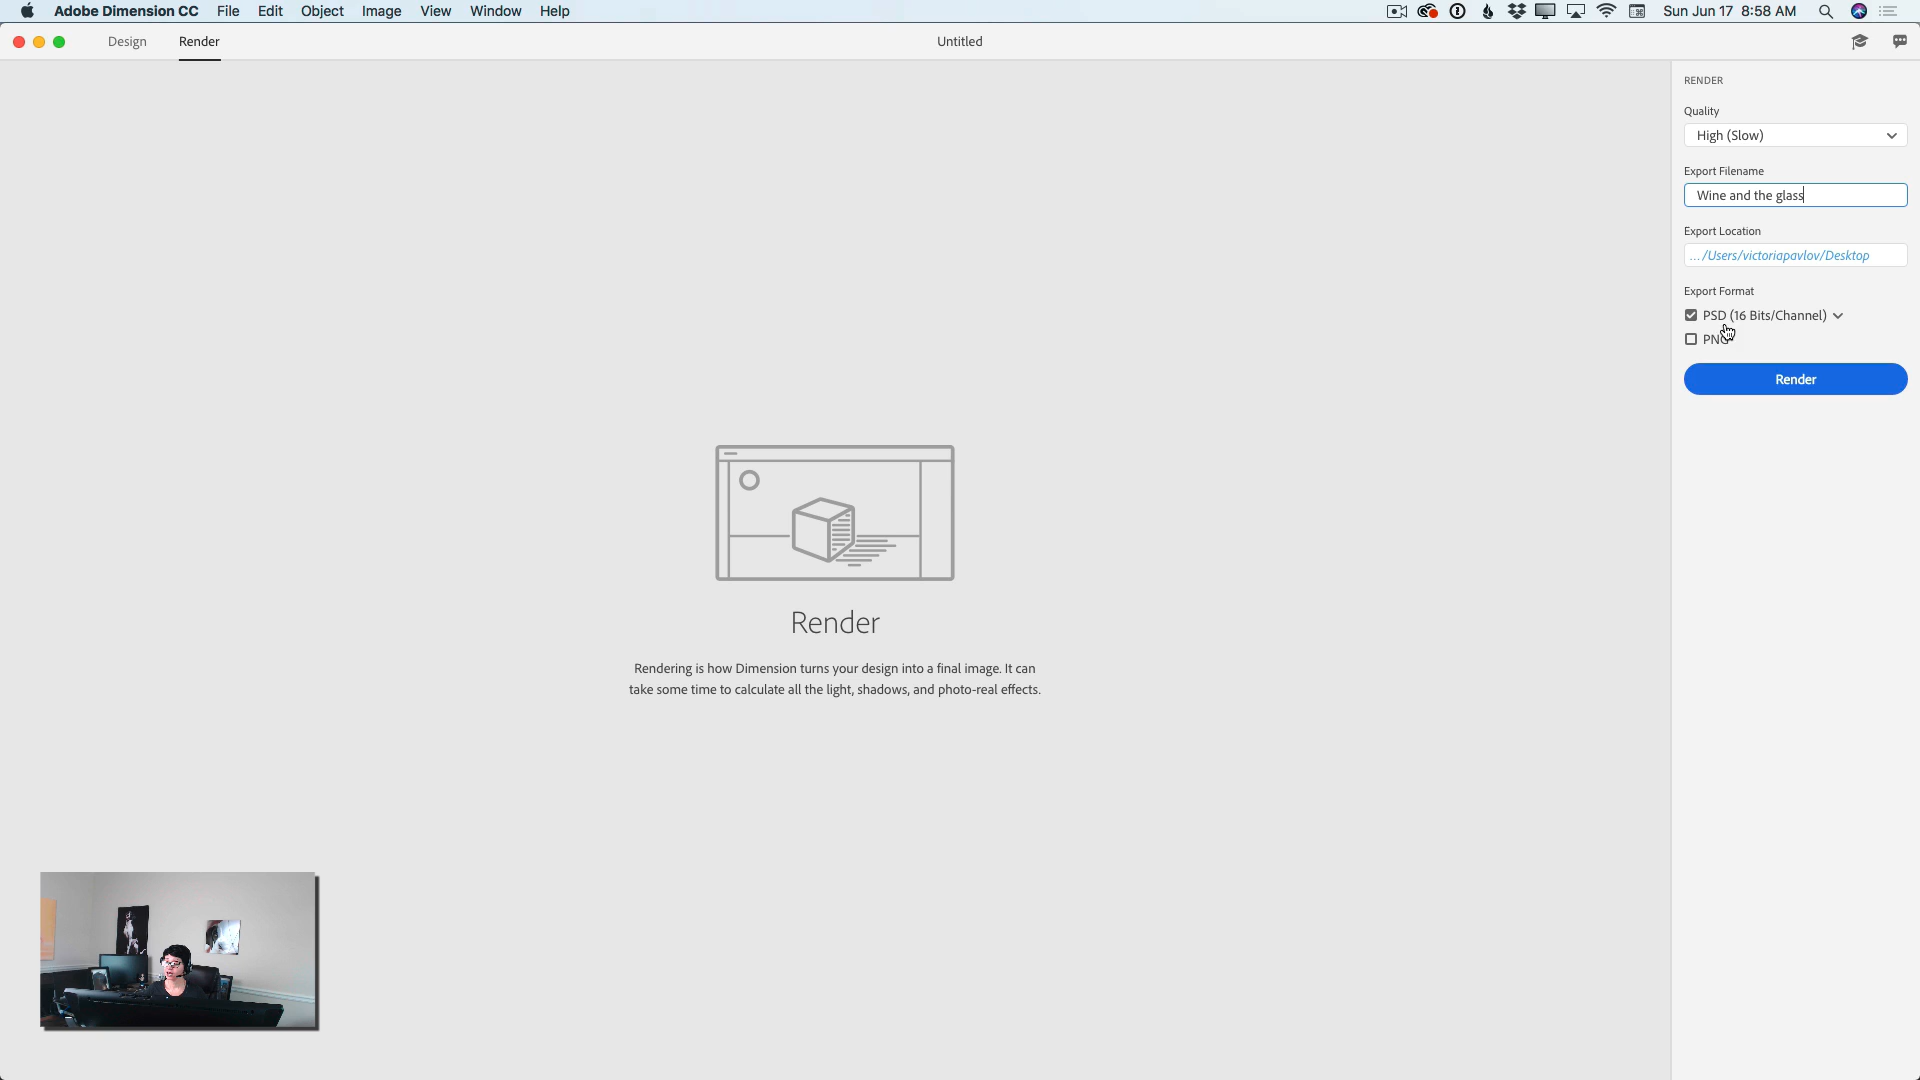 Adobe Dimension CC File Edit Object Image View Window Help Sun Jun 17 8:58 AM
Design Render Untitled
RENDER
Quality
High (Slow)
Export Filename
Wine and the glass
Export Location
.../Users/victoriapavlov/Desktop
Export Format
PSD (16 Bits/Channel)
PNG
Render
Render
Rendering is how Dimension turns your design into a final image. It can
take some time to calculate all the light, shadows, and photo-real effects.